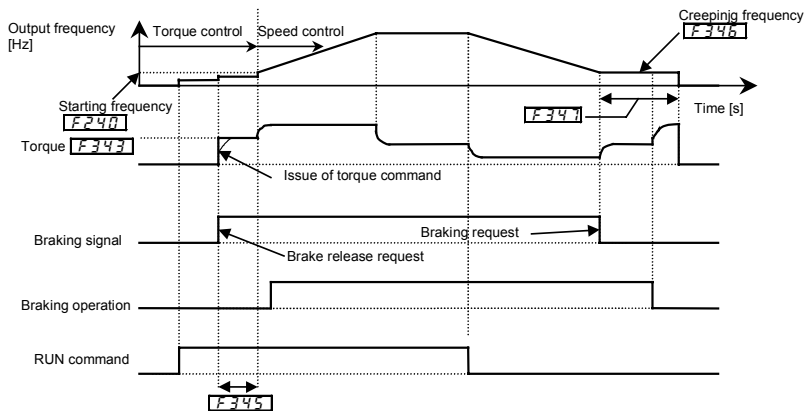 Output frequency
[Hz]
Torque control
Speed control
Creepinjg frequency
F346
Starting frequency
F240
F347
Time [s]
Torque F343
Issue of torque command
Braking signal
Braking request
Brake release request
Braking operation
RUN command
F345